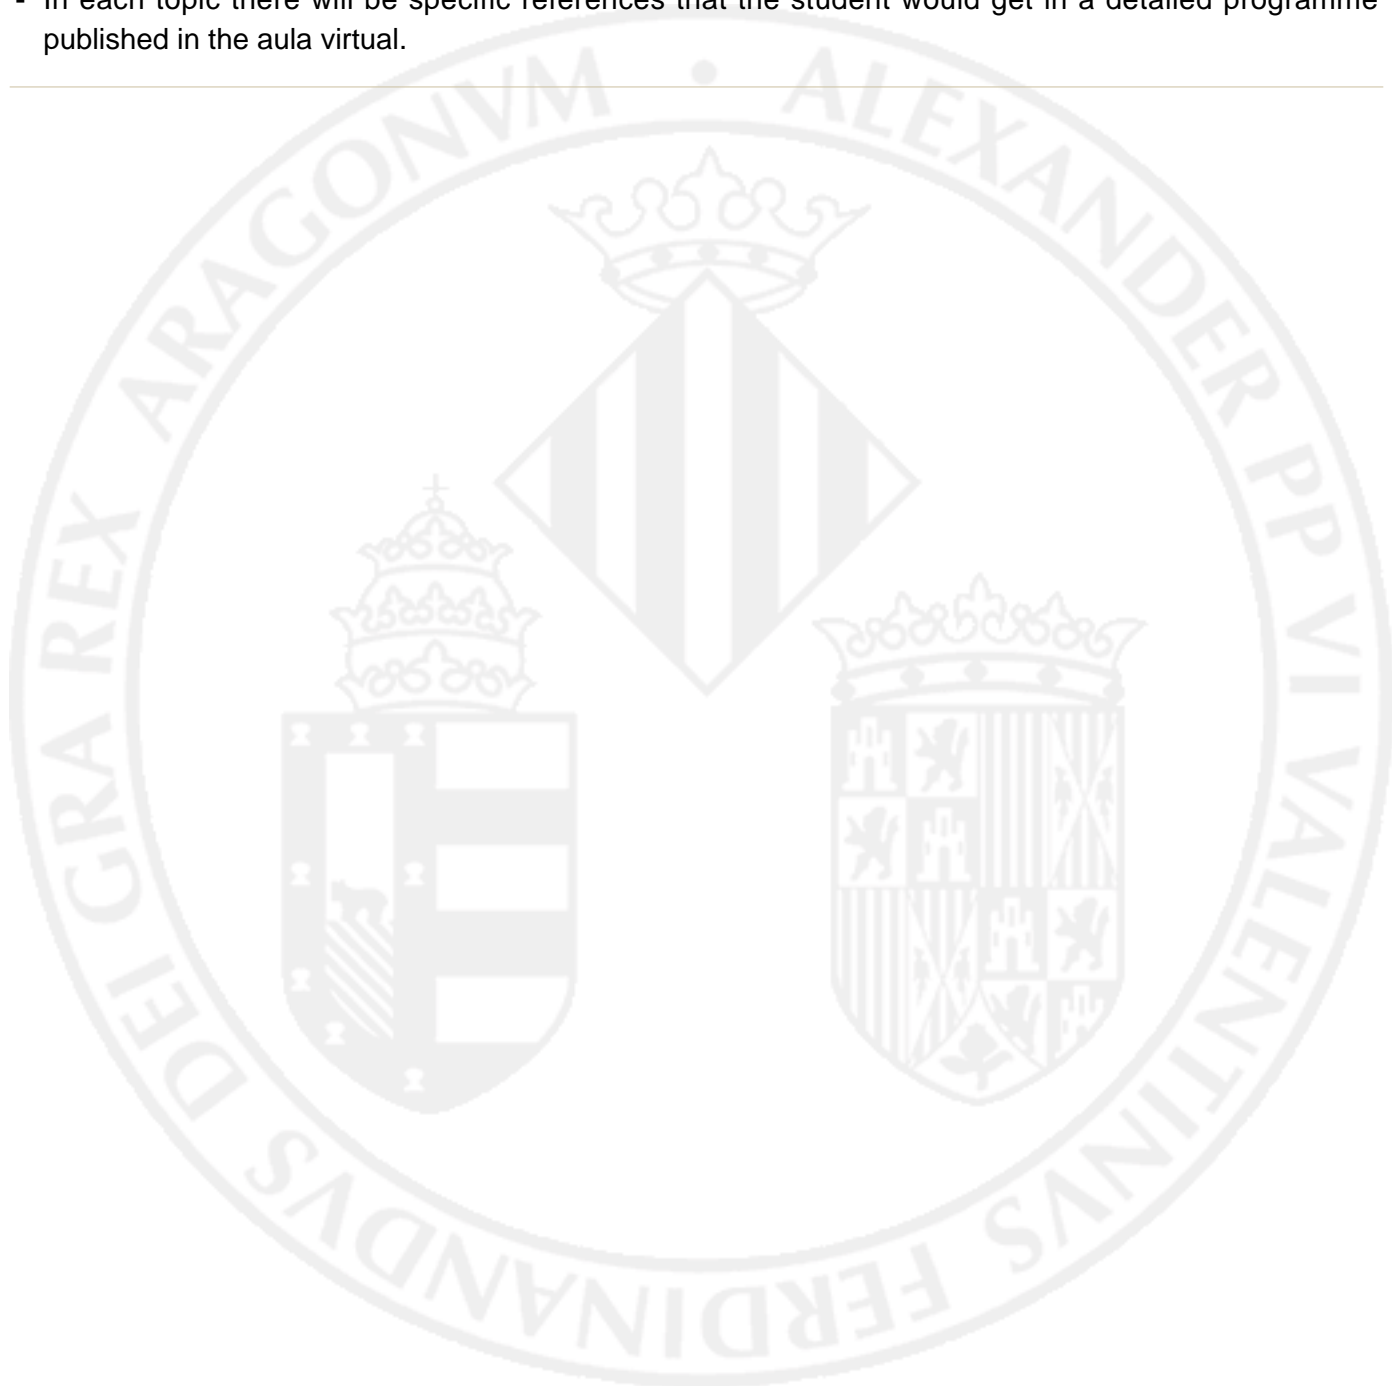 - In each topic there will be specific references that the student would get in a detailed programme
published in the aula virtual.
ALEXANDER PP VI VALENTINVS FERDINANDVS DEI GRA REX ARAGONVM